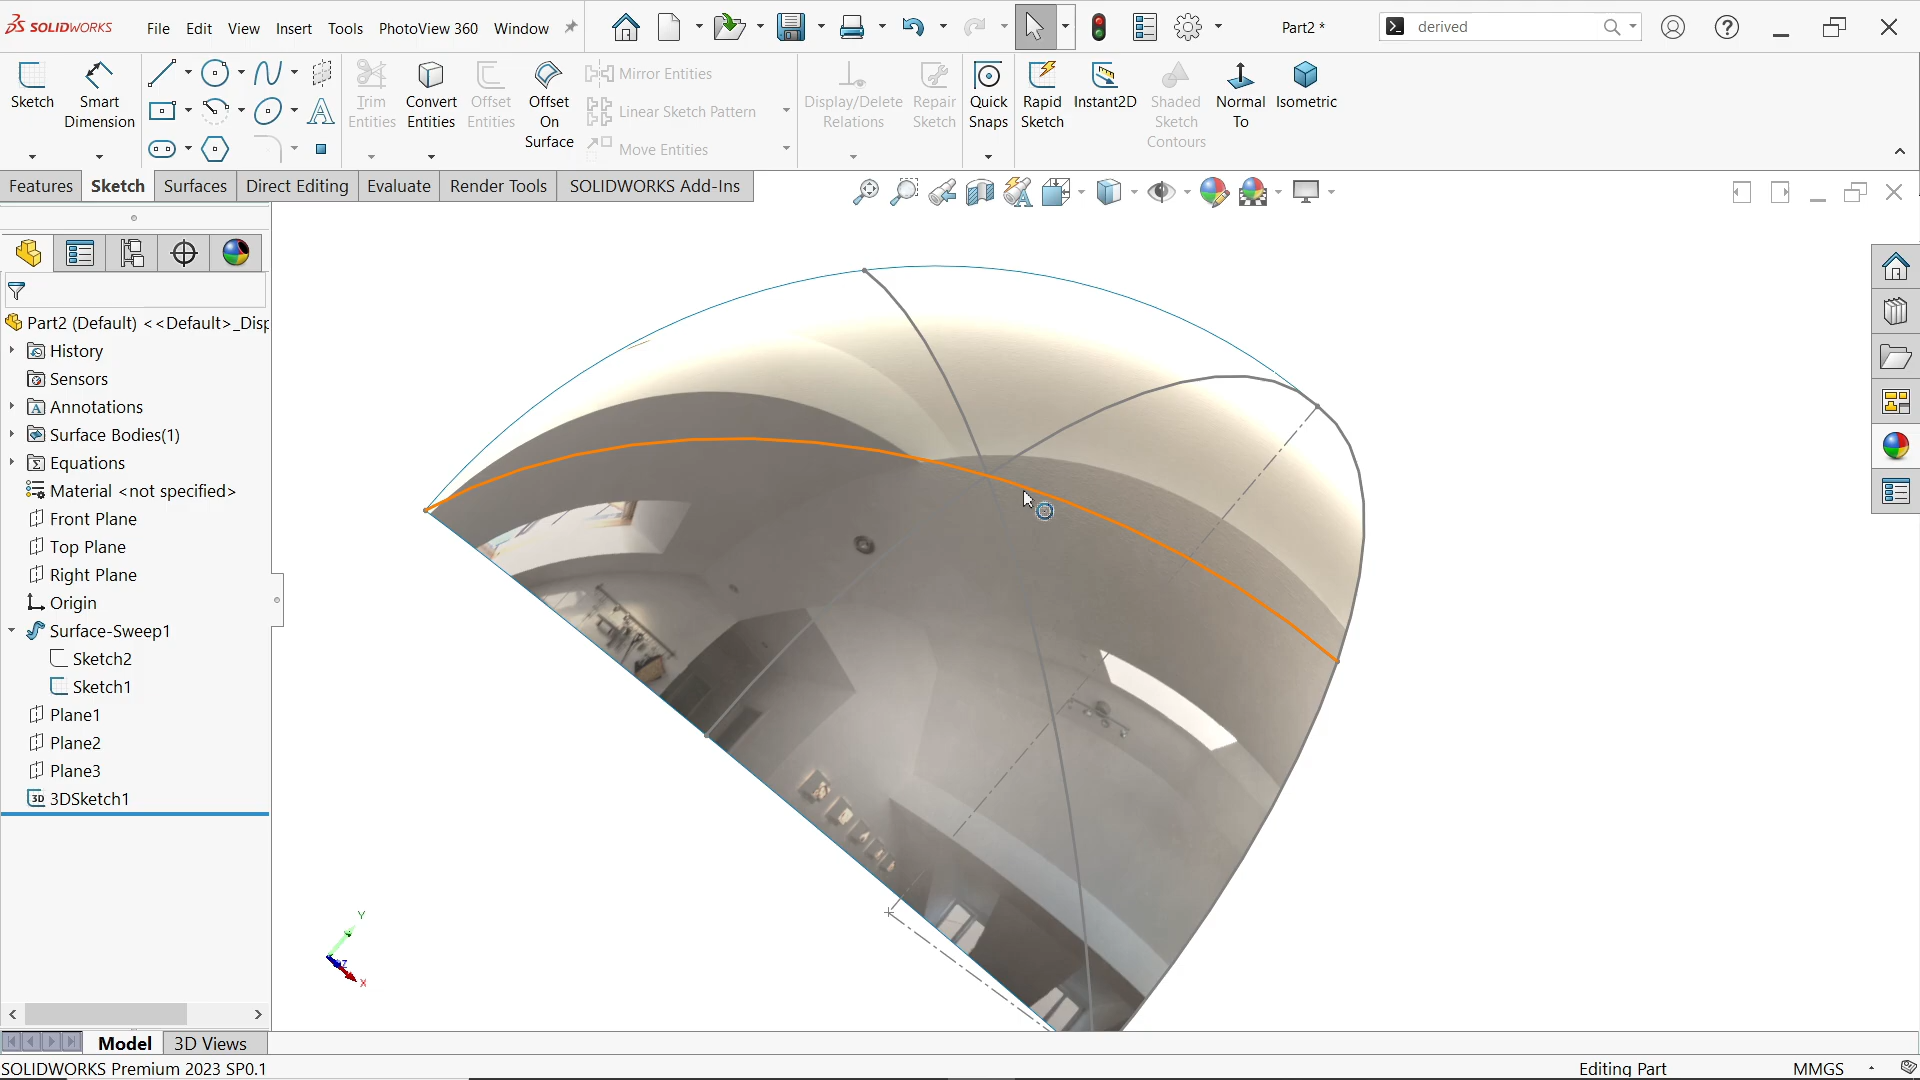 SOLIDWORKS File Edit View Insert Tools PhotoView 360 Window Part2 * derived
Sketch Smart Dimension Trim Entities Convert Entities Offset Entities Offset On Surface
Mirror Entities
Linear Sketch Pattern
Move Entities
Display/Delete Relations Repair Sketch Quick Snaps Rapid Sketch Instant2D Shaded Sketch Contours Normal To Isometric
Features Sketch Surfaces Direct Editing Evaluate Render Tools SOLIDWORKS Add-Ins
Part2 (Default) <<Default>_Disp
History
Sensors
Annotations
Surface Bodies(1)
Equations
Material <not specified>
Front Plane
Top Plane
Right Plane
Origin
Surface-Sweep1
Sketch2
Sketch1
Plane1
Plane2
Plane3
3D 3DSketch1
Y
Z
X
Model 3D Views
SOLIDWORKS Premium 2023 SP0.1 Editing Part MMGS